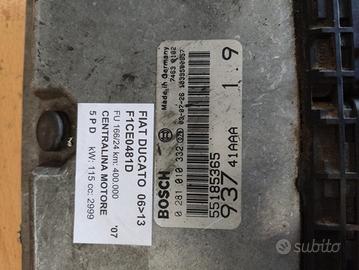 FIAT DUCATO 06>13
F1CE0481D
FU 166/24 km: 400.000 '07
CENTRALINA MOTORE
5 P D kW: 115 cc: 2999
BOSCH
Made in Germany
0 281 010 332
55185365
937 41AAA 1.9
subito